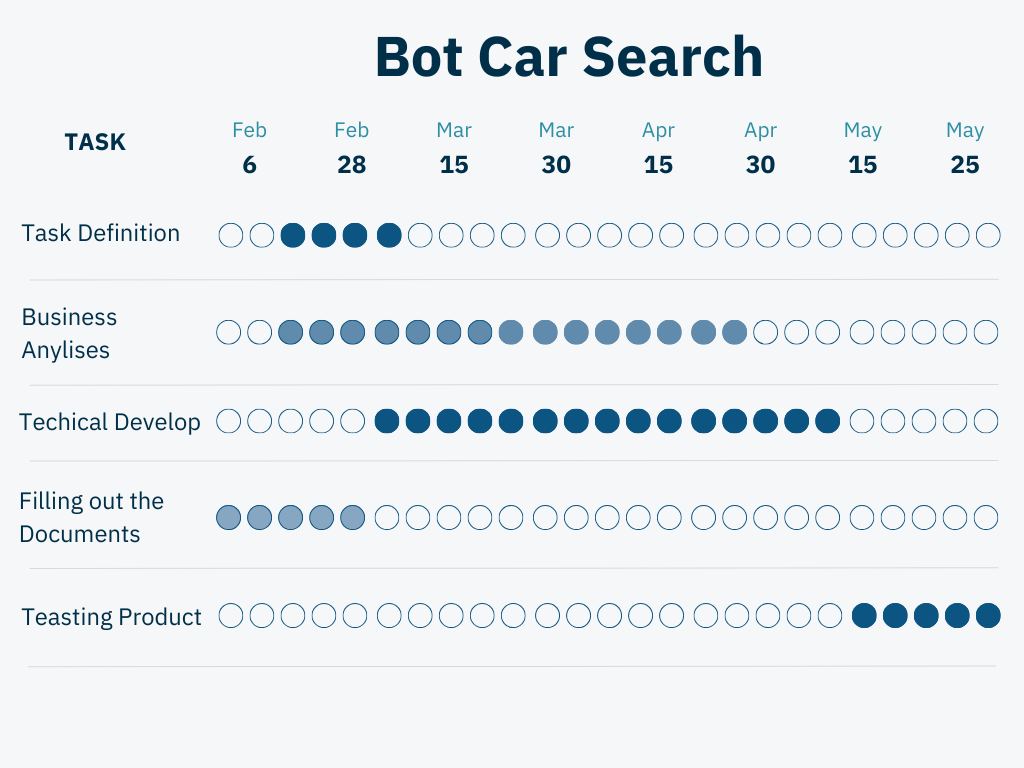 Bot Car Search
TASK
Feb Feb Mar Mar Apr Apr May May
6 28 15 30 15 30 15 25
Task Definition
Business
Anylises
Techical Develop
Filling out the
Documents
Teasting Product